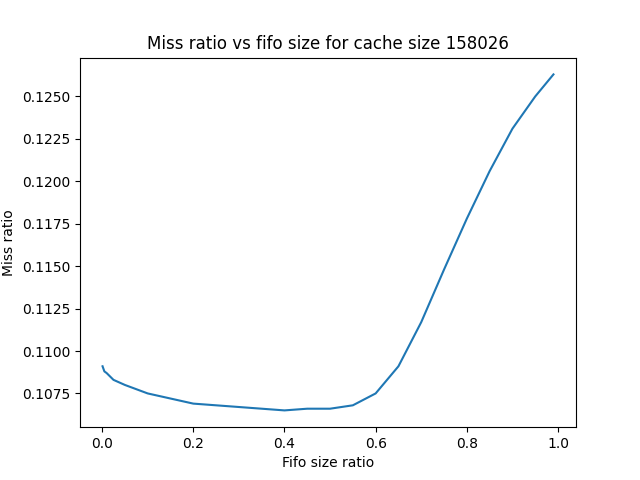 Miss ratio vs fifo size for cache size 158026
0.1250
0.1225
0.1200
0.1175
0.1150
0.1125
0.1100
0.1075
Miss ratio
0.0 0.2 0.4 0.6 0.8 1.0
Fifo size ratio